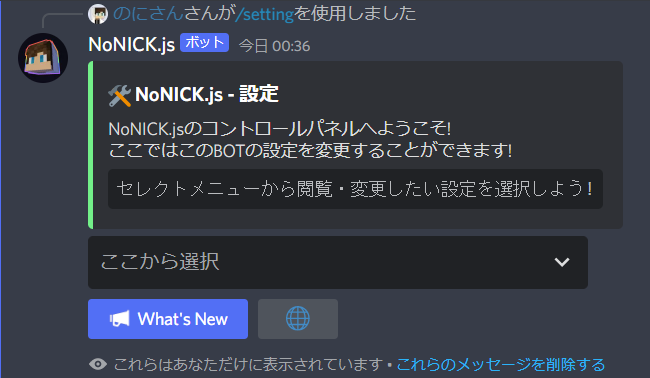 のにさんさんが/settingを使用しました
NoNICK.js ボット 今日 00:36
NoNICK.js - 設定
NoNICK.jsのコントロールパネルへようこそ!
ここではこのBOTの設定を変更することができます!
セレクトメニューから閲覧・変更したい設定を選択しよう!
ここから選択
What's New
これらはあなただけに表示されています • これらのメッセージを削除する